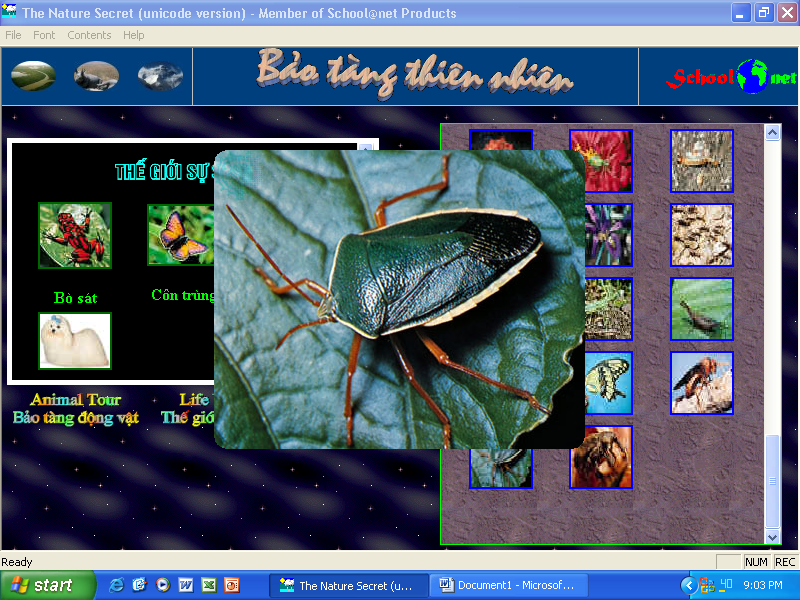 The Nature Secret (unicode version) - Member of School@net Products
File Font Contents Help
Bảo tàng thiên nhiên
School net
THẾ GIỚI SỰ
Bò sát
Côn trùng
Animal Tour
Bảo tàng động vật
Life
Thế giới
Ready
NUM REC
start
The Nature Secret (u...
Document1 - Microsof...
9:03 PM